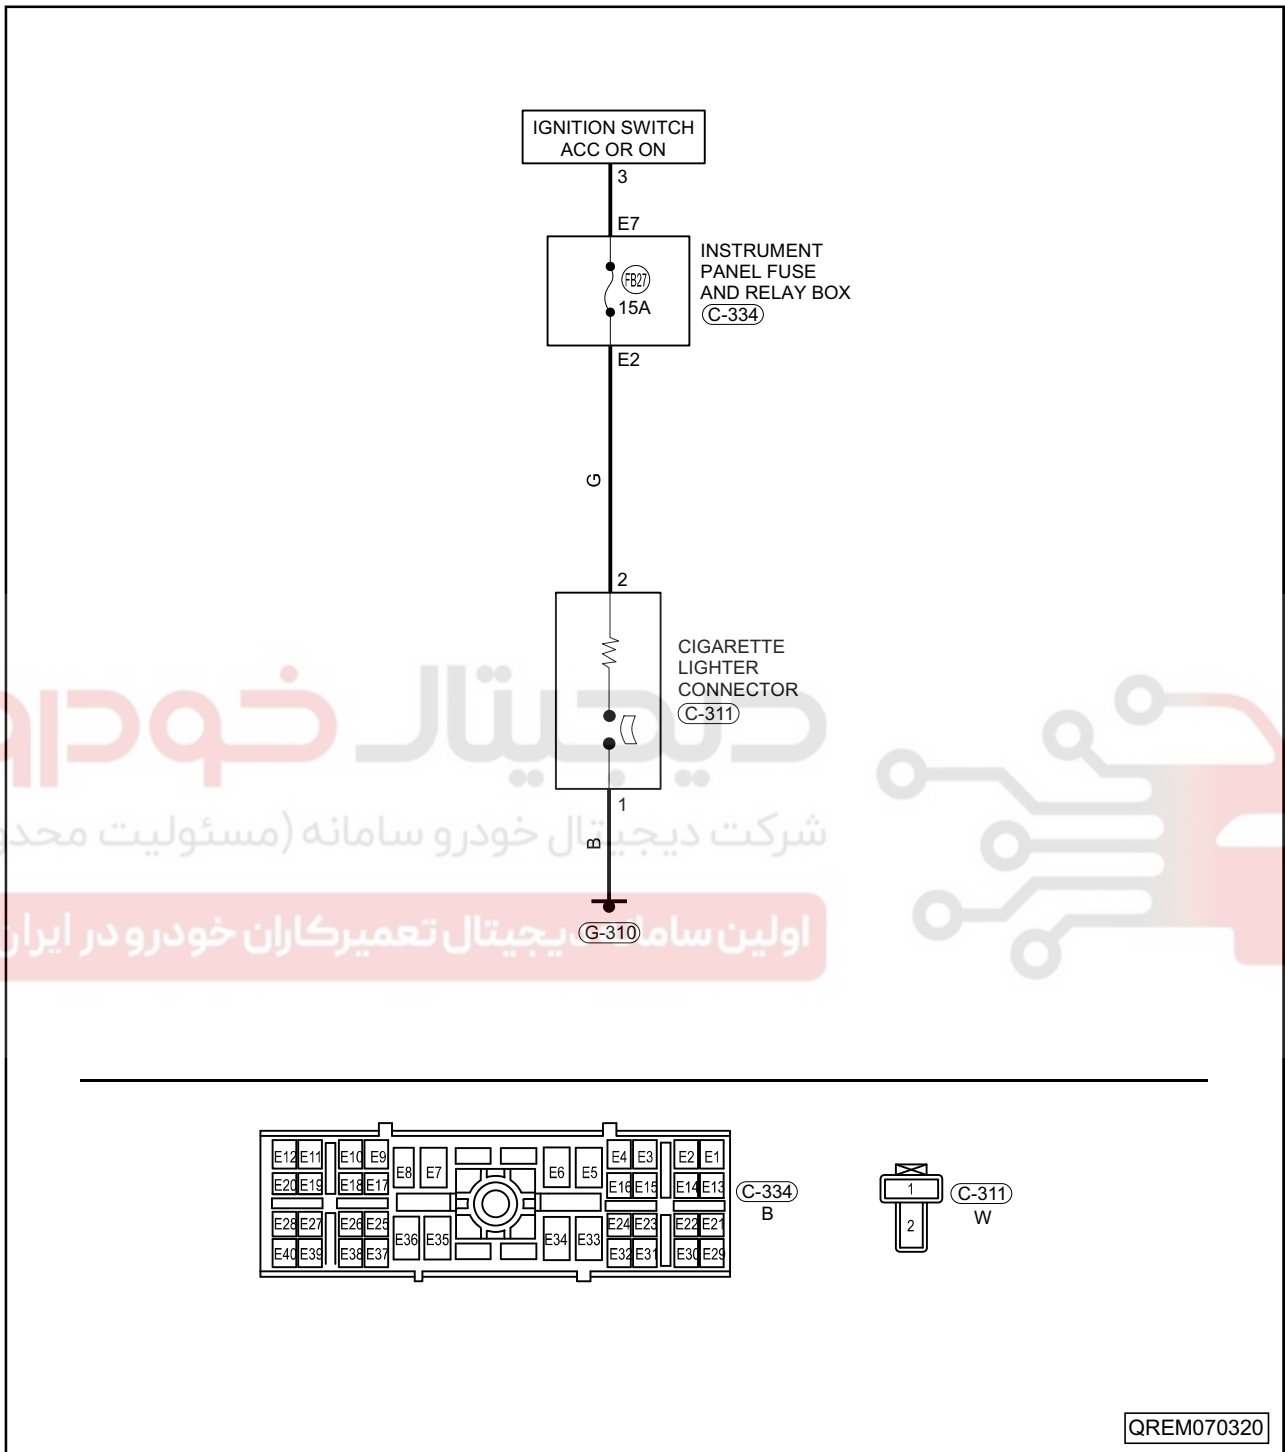 IGNITION SWITCH
ACC OR ON
3
E7
FB27
15A
INSTRUMENT
PANEL FUSE
AND RELAY BOX
C-334
E2
G
2
CIGARETTE
LIGHTER
CONNECTOR
C-311
دیجیتال خودرو
1
B
شرکت دیجیتال خودرو سامانه (مسئولیت
G-310
تعمیرکاران خودرو در ایران
E12 E11 E10 E9 E8 E7 E6 E5 E4 E3 E2 E1
E20 E19 E18 E17 E16 E15 E14 E13
E28 E27 E26 E25 E36 E35 E34 E33 E24 E23 E22 E21
E40 E39 E38 E37 E32 E31 E30 E29
C-334
B
1
2
C-311
W
QREM070320